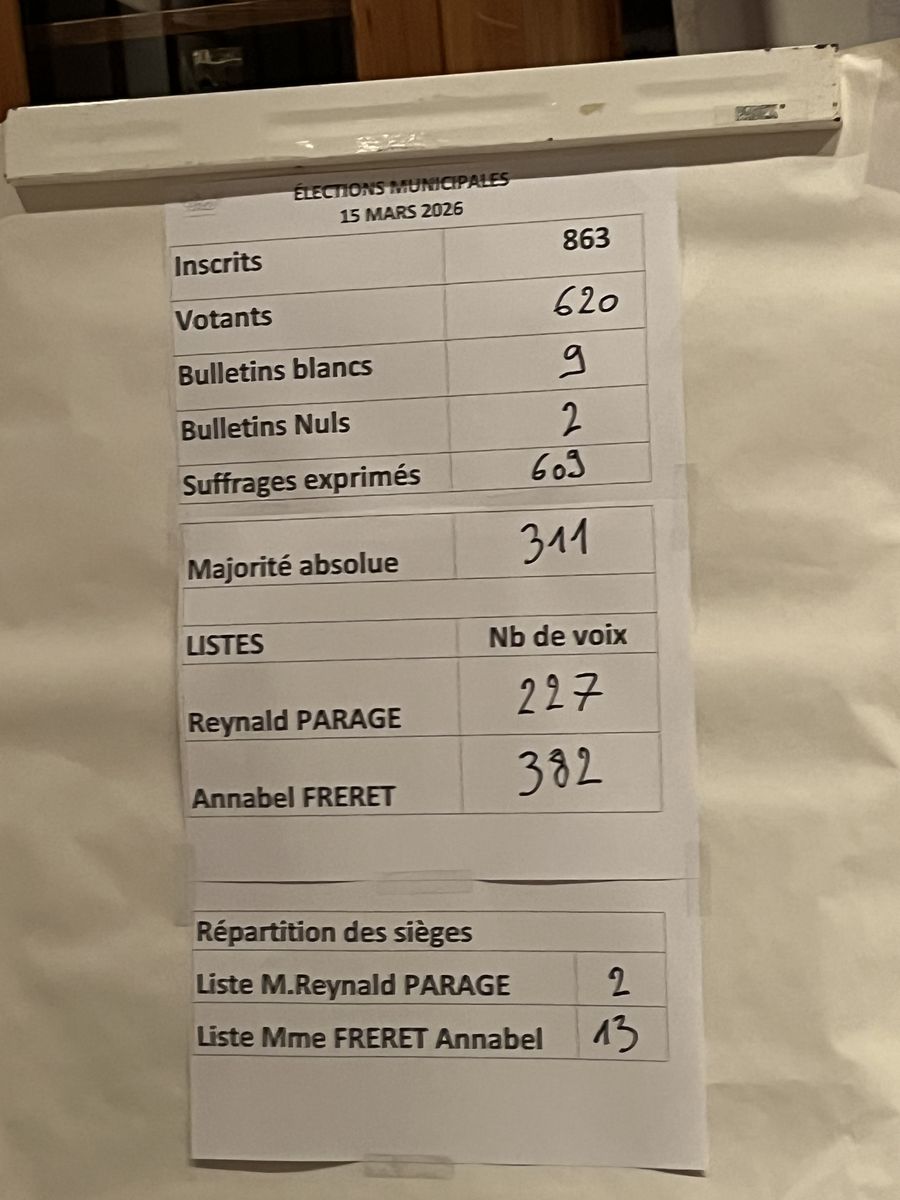 ÉLECTIONS MUNICIPALES
15 MARS 2026
Inscrits 863
Votants 620
Bulletins blancs 9
Bulletins Nuls 2
Suffrages exprimés 609
Majorité absolue 311
LISTES Nb de voix
Reynald PARAGE 227
Annabel FRERET 382
Répartition des sièges
Liste M.Reynald PARAGE 2
Liste Mme FRERET Annabel 13